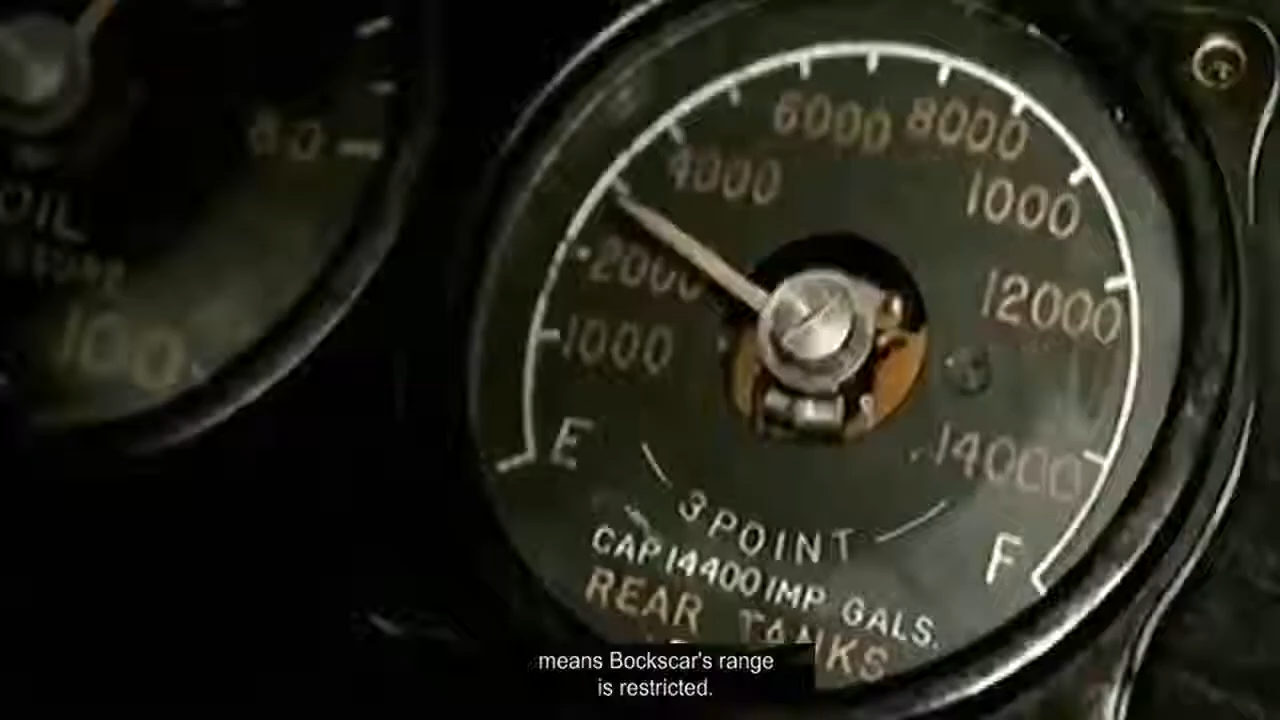 60
OIL
100
6000
8000
4000
1000
2000
12000
1000
14000
E
F
3 POINT
CAP 14400 IMP GALS.
REAR TANKS
means Bockscar's range
is restricted.